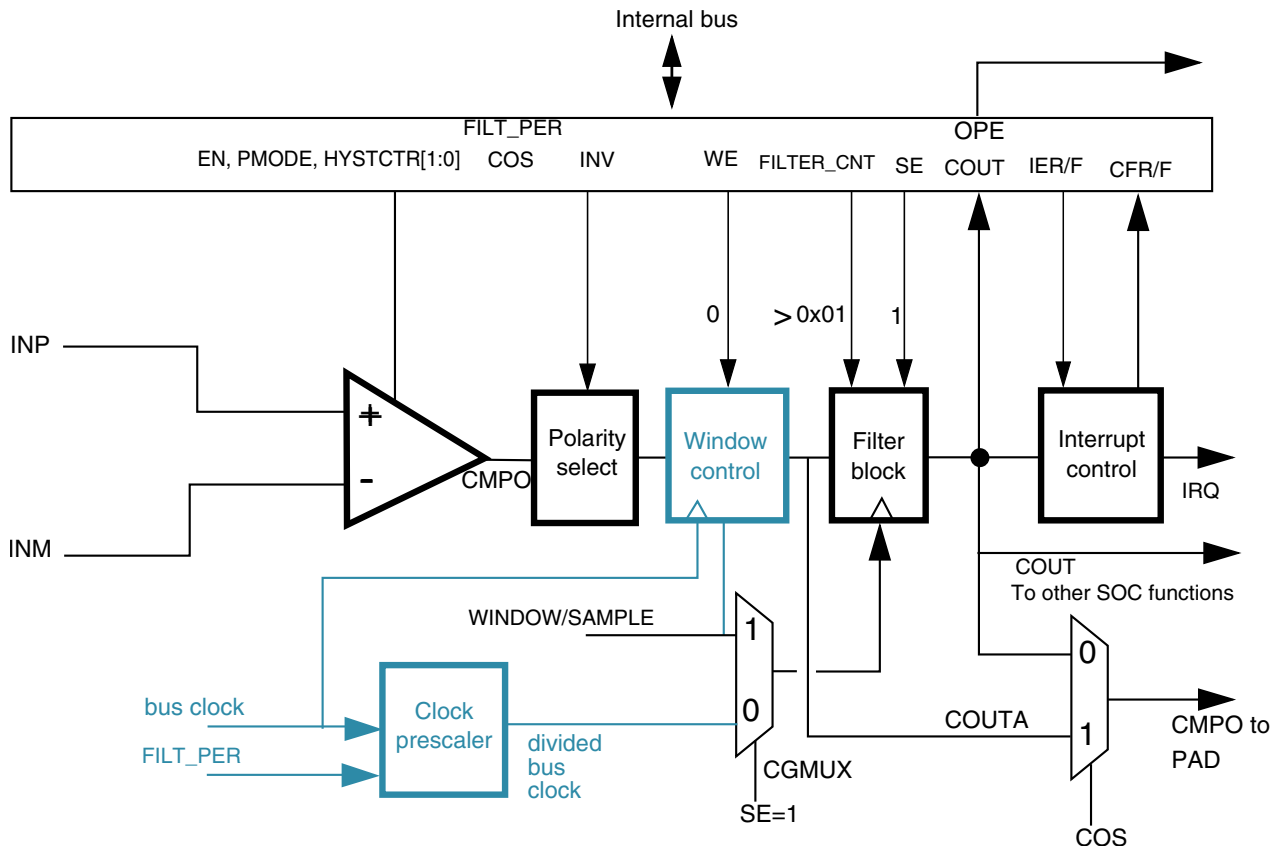 Internal bus
FILT_PER
OPE
EN, PMODE, HYSTCTR[1:0]
COS
INV
WE
FILTER_CNT
SE
COUT
IER/F
CFR/F
0
> 0x01
1
INP
+
-
INM
CMPO
Polarity
select
Window
control
Filter
block
Interrupt
control
IRQ
COUT
To other SOC functions
WINDOW/SAMPLE
1
0
CGMUX
SE=1
bus clock
FILT_PER
Clock
prescaler
divided
bus
clock
COUTA
0
1
CMPO to
PAD
COS